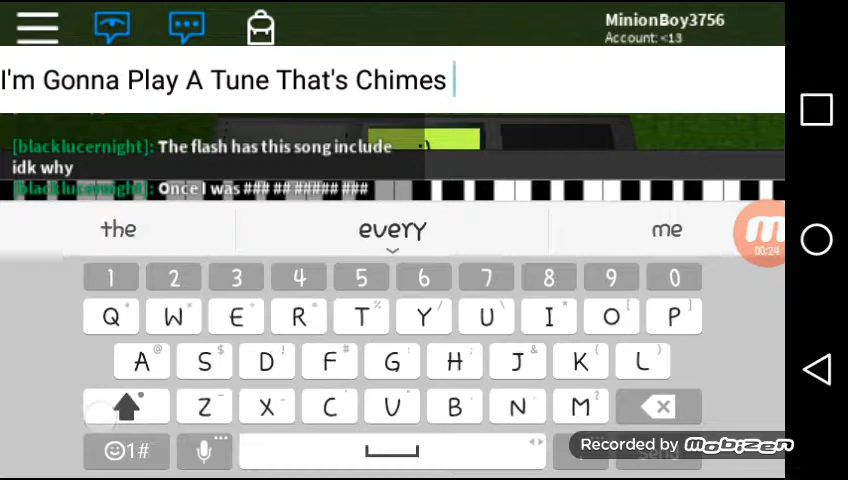 MinionBoy3756
Account: <13
I'm Gonna Play A Tune That's Chimes
[blacklucernight]: The flash has this song include
idk why
[blacklucernight]: Once I was ### ## ##### ###
the every me
00:24
1 2 3 4 5 6 7 8 9 0
Q W E R T Y U I O P
A S D F G H J K L
Z X C V B N M
1#
Send
Recorded by mobizen